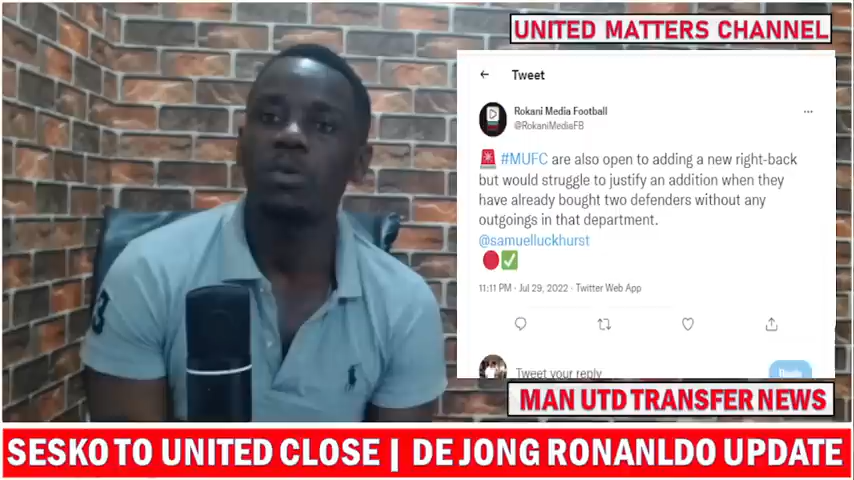 UNITED MATTERS CHANNEL
Tweet
Rokani Media Football
@RokaniMediaFB
#MUFC are also open to adding a new right-back
but would struggle to justify an addition when they
have already bought two defenders without any
outgoings in that department.
@samuelluckhurst
11:11 PM · Jul 29, 2022 · Twitter Web App
Tweet your reply
Reply
MAN UTD TRANSFER NEWS
3
SESKO TO UNITED CLOSE | DE JONG RONANLDO UPDATE